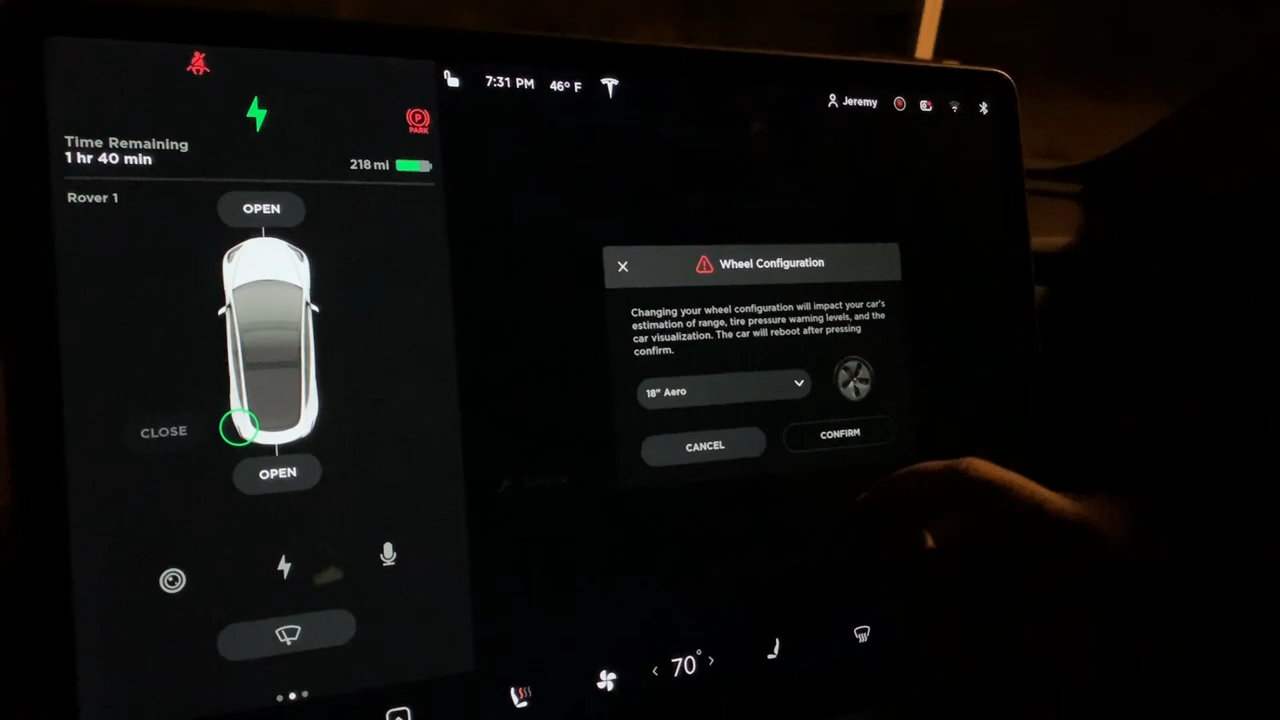 7:31 PM 46° F
Jeremy
P
PARK
Time Remaining
1 hr 40 min
218 mi
Rover 1
OPEN
CLOSE
OPEN
Wheel Configuration
Changing your wheel configuration will impact your car's
estimation of range, tire pressure warning levels, and the
car visualization. The car will reboot after pressing
confirm.
18" Aero
CANCEL
CONFIRM
70°